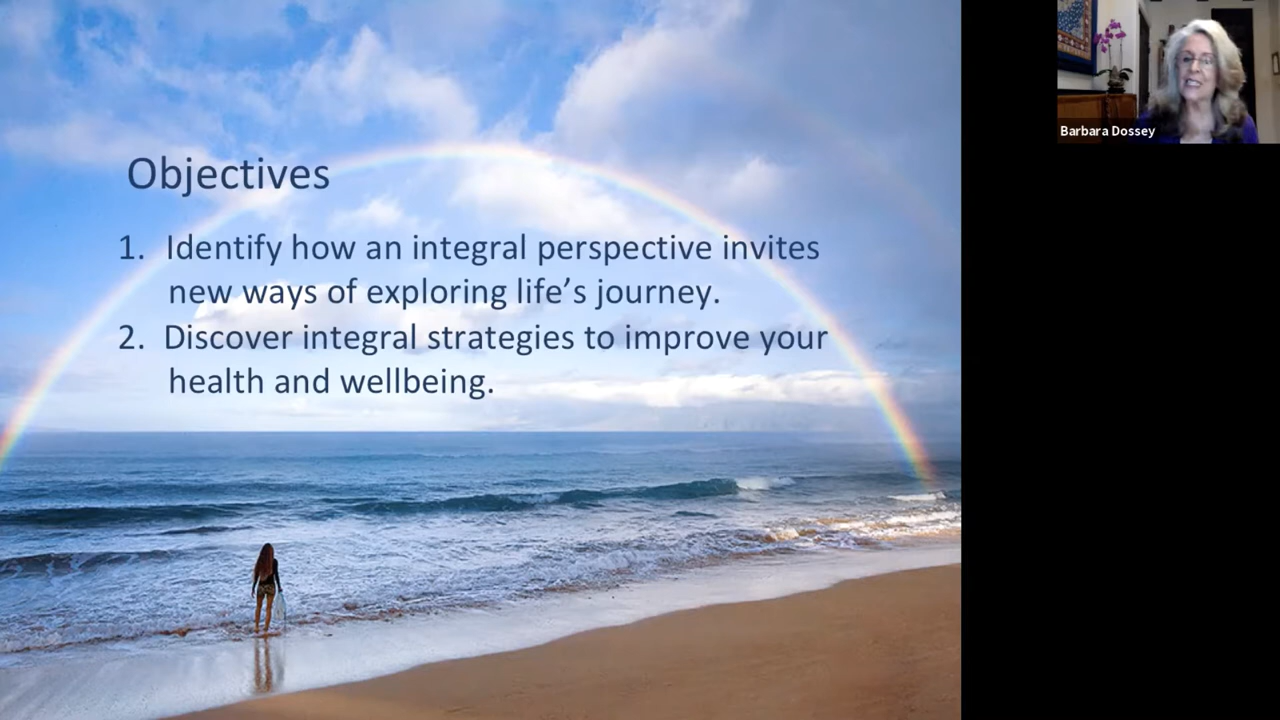 Objectives
1. Identify how an integral perspective invites
new ways of exploring life’s journey.
2. Discover integral strategies to improve your
health and wellbeing.
Barbara Dossey